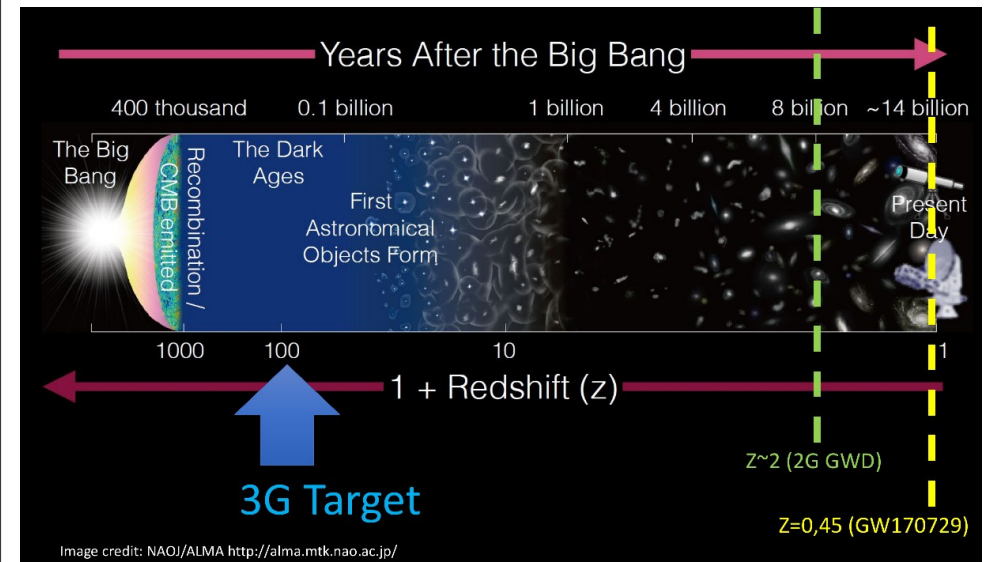 Years After the Big Bang
400 thousand 0.1 billion 1 billion 4 billion 8 billion ~14 billion
The Big
Bang
Recombination /
CMB emitted
The Dark
Ages
First
Astronomical
Objects Form
Present
Day
1000 100 10 1
1 + Redshift (z)
3G Target
Z~2 (2G GWD)
Z=0,45 (GW170729)
Image credit: NAOJ/ALMA http://alma.mtk.nao.ac.jp/